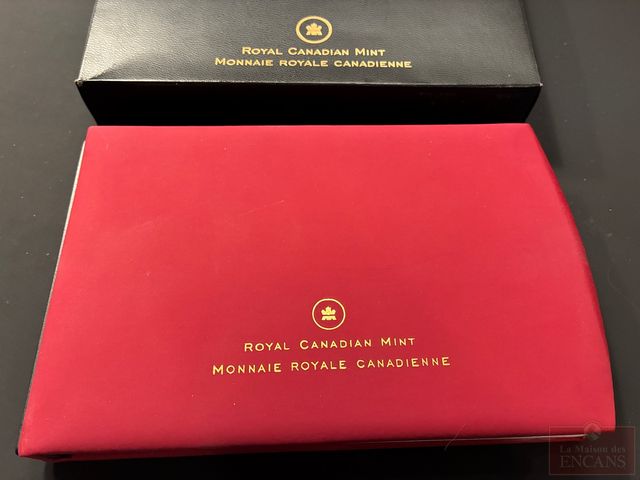 ROYAL CANADIAN MINT
MONNAIE ROYALE CANADIENNE
ROYAL CANADIAN MINT
MONNAIE ROYALE CANADIENNE
La Maison des
ENCANS